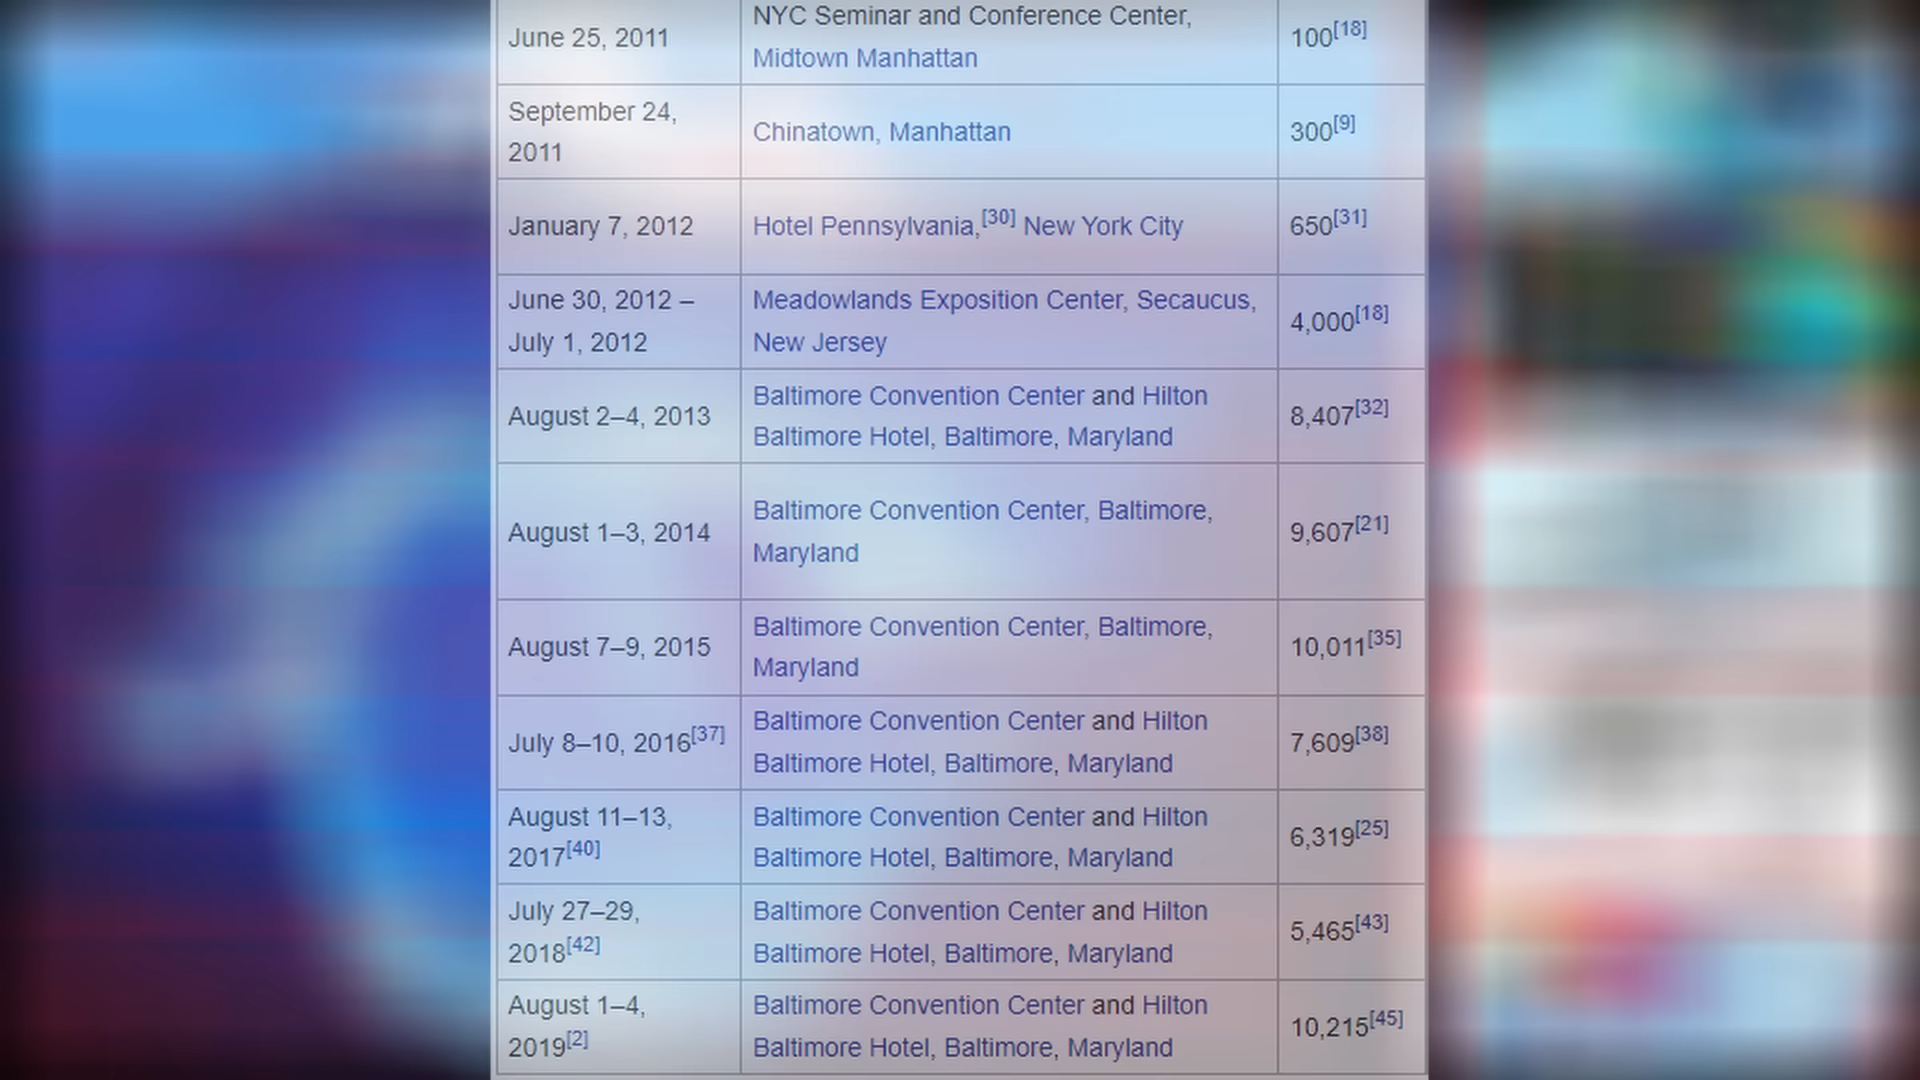 June 25, 2011
NYC Seminar and Conference Center,
Midtown Manhattan
100[18]
September 24,
2011
Chinatown, Manhattan
300[9]
January 7, 2012
Hotel Pennsylvania,[30] New York City
650[31]
June 30, 2012 –
July 1, 2012
Meadowlands Exposition Center, Secaucus,
New Jersey
4,000[18]
August 2–4, 2013
Baltimore Convention Center and Hilton
Baltimore Hotel, Baltimore, Maryland
8,407[32]
August 1–3, 2014
Baltimore Convention Center, Baltimore,
Maryland
9,607[21]
August 7–9, 2015
Baltimore Convention Center, Baltimore,
Maryland
10,011[35]
July 8–10, 2016[37]
Baltimore Convention Center and Hilton
Baltimore Hotel, Baltimore, Maryland
7,609[38]
August 11–13,
2017[40]
Baltimore Convention Center and Hilton
Baltimore Hotel, Baltimore, Maryland
6,319[25]
July 27–29,
2018[42]
Baltimore Convention Center and Hilton
Baltimore Hotel, Baltimore, Maryland
5,465[43]
August 1–4,
2019[2]
Baltimore Convention Center and Hilton
Baltimore Hotel, Baltimore, Maryland
10,215[45]